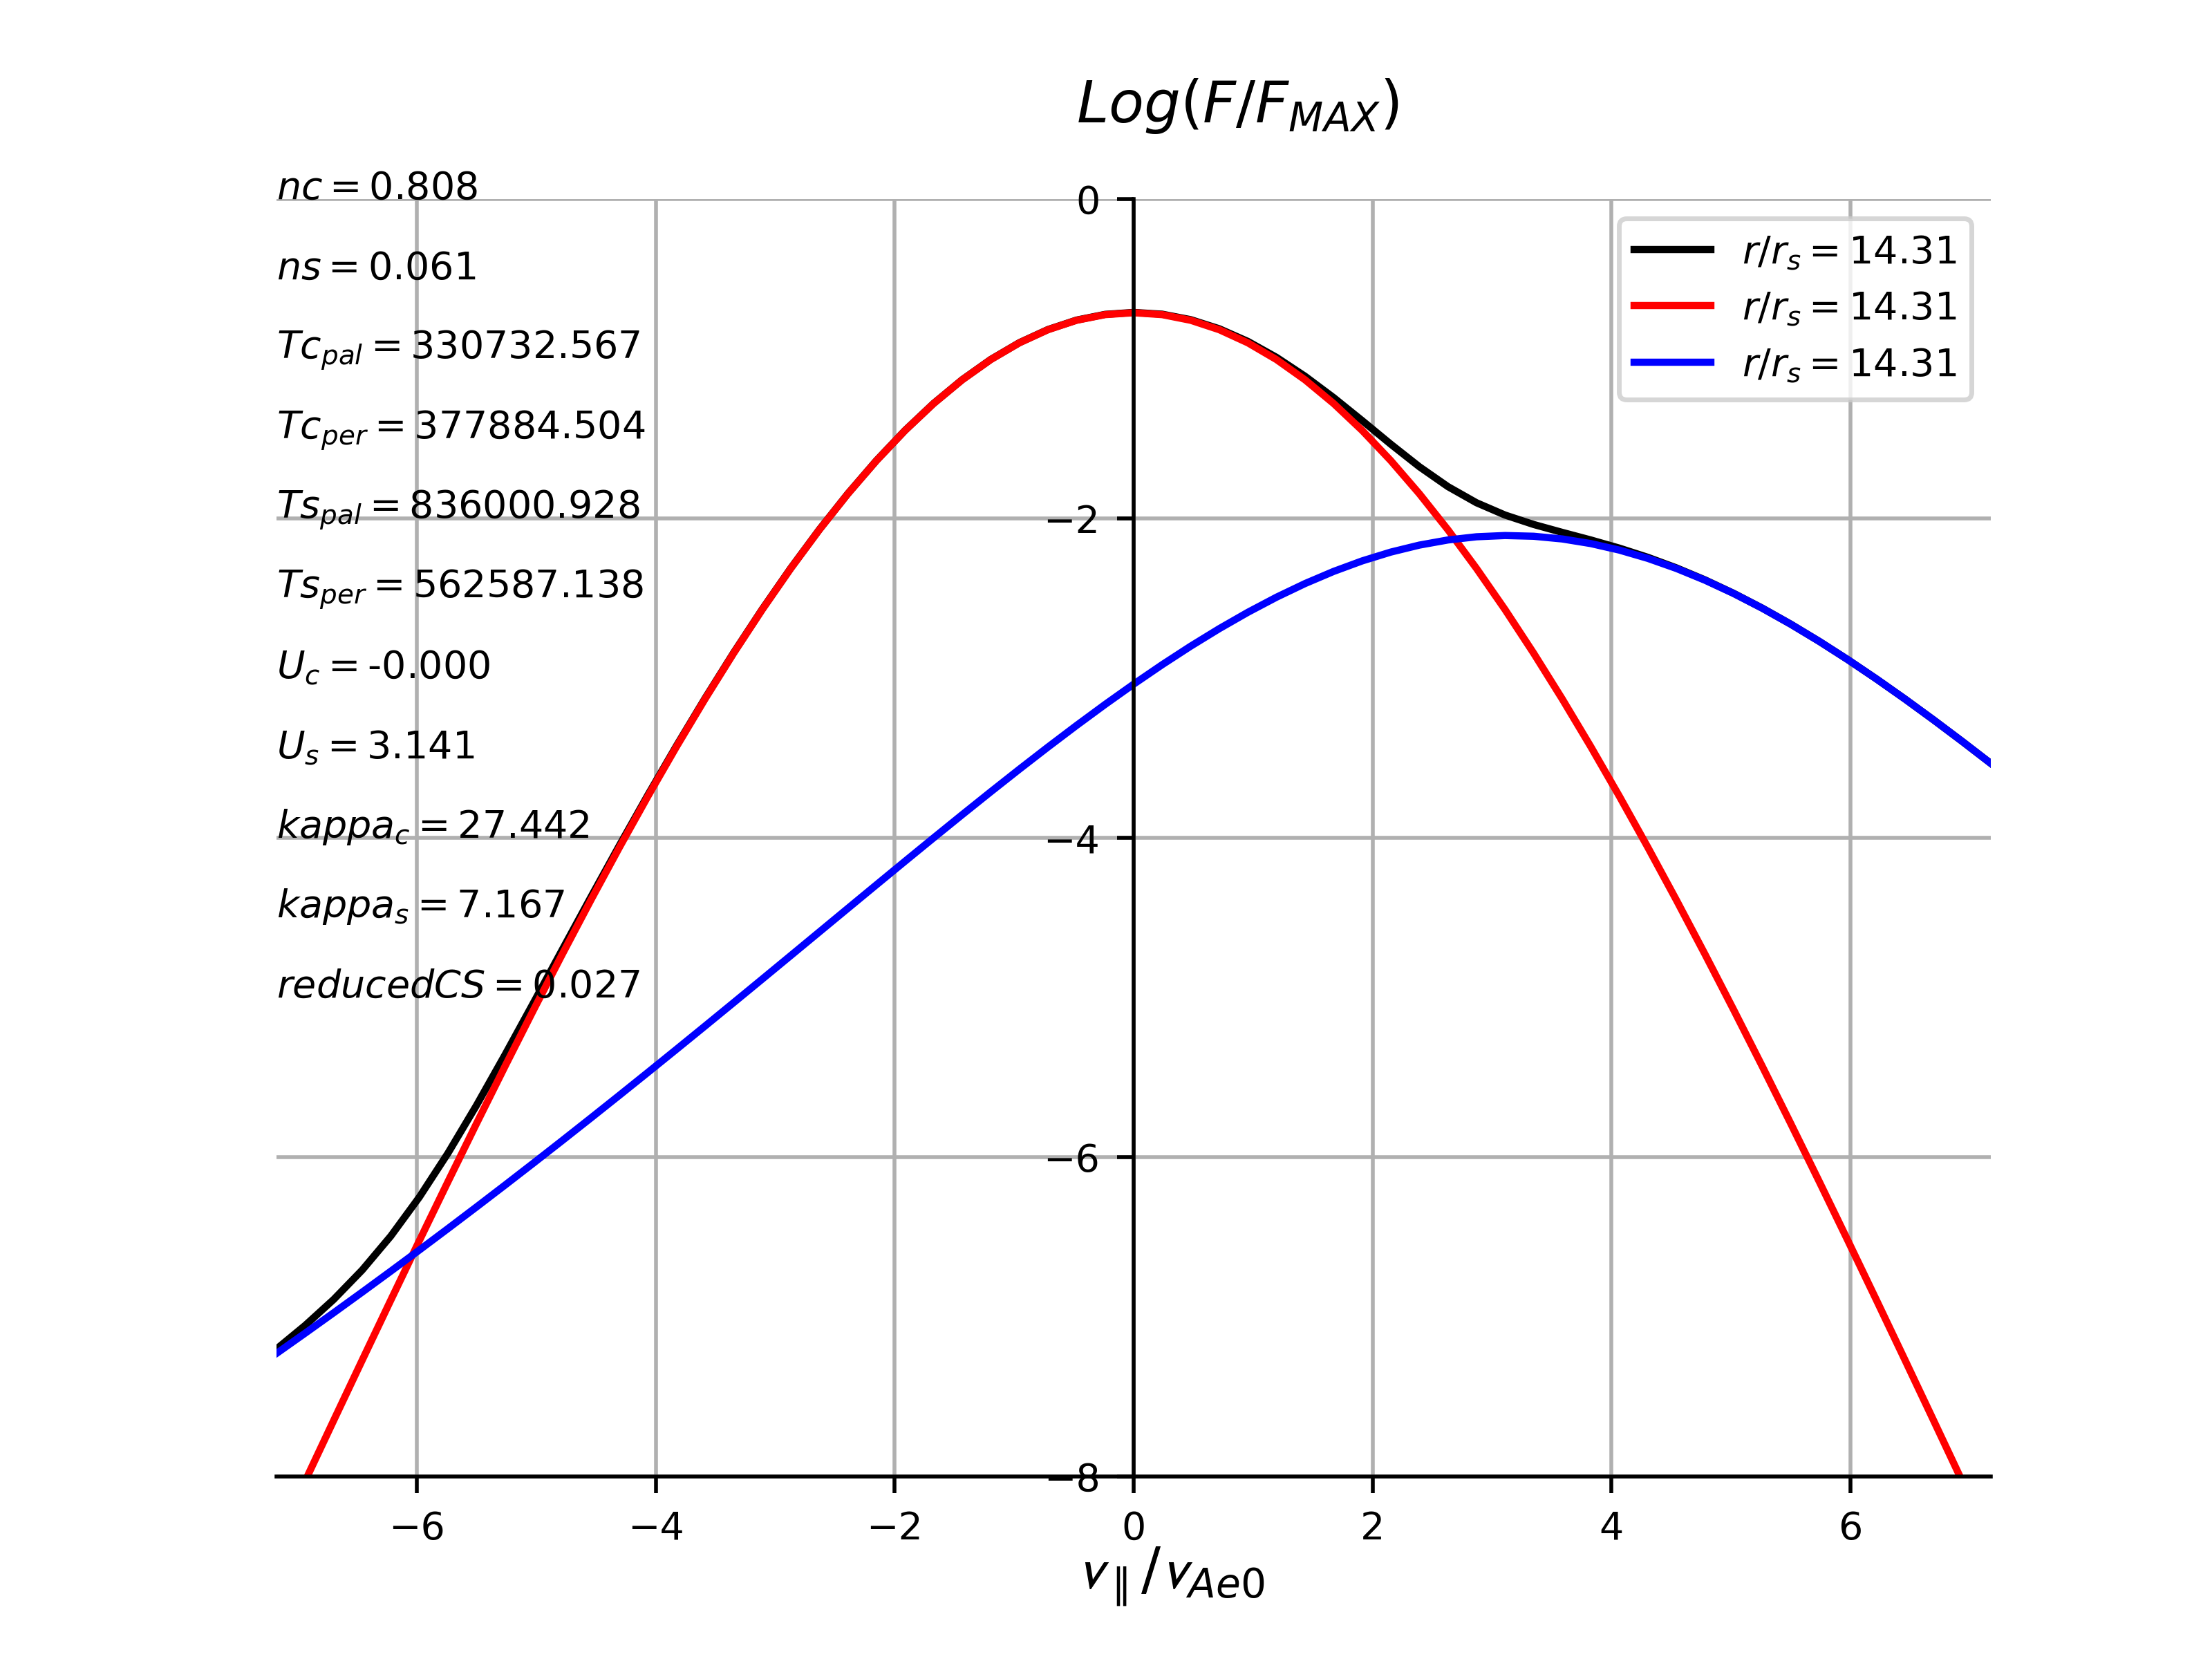 Log(F/F_MAX)
nc = 0.808
ns = 0.061
Tc_pal = 330732.567
Tc_per = 377884.504
Ts_pal = 836000.928
Ts_per = 562587.138
U_c = -0.000
U_s = 3.141
kappa_c = 27.442
kappa_s = 7.167
reducedCS = 0.027
0
−2
−4
−6
−8
r/r_s = 14.31
r/r_s = 14.31
r/r_s = 14.31
−6 −4 −2 0 2 4 6
v_∥/v_Ae0